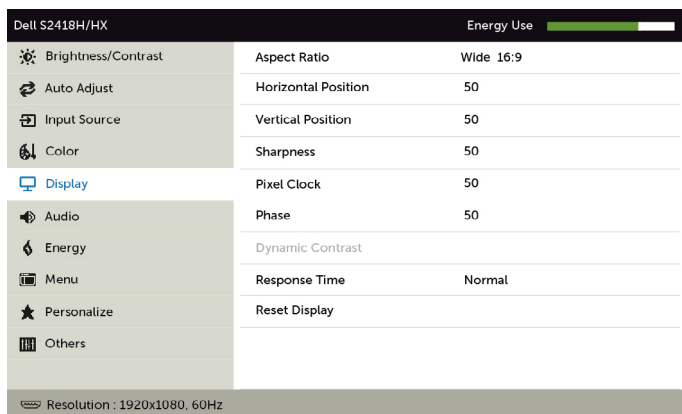 Dell S2418H/HX
Energy Use
Brightness/Contrast
Auto Adjust
Input Source
Color
Display
Audio
Energy
Menu
Personalize
Others
Aspect Ratio Wide 16:9
Horizontal Position 50
Vertical Position 50
Sharpness 50
Pixel Clock 50
Phase 50
Dynamic Contrast
Response Time Normal
Reset Display
Resolution : 1920x1080, 60Hz